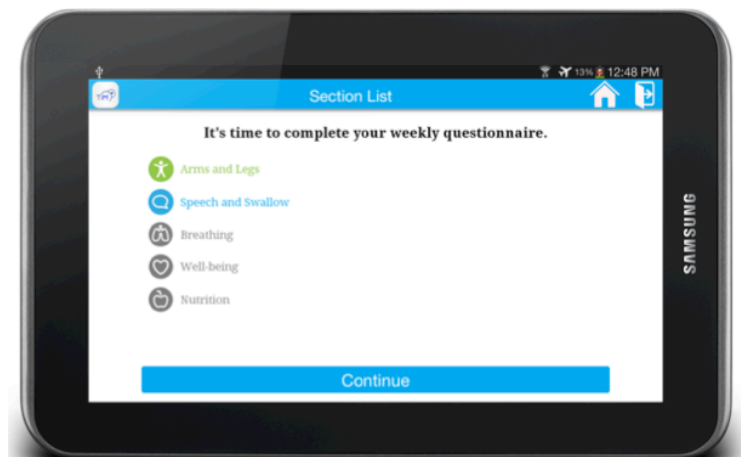 13% 12:48 PM
Section List
It's time to complete your weekly questionnaire.
Arms and Legs
Speech and Swallow
Breathing
Well-being
Nutrition
Continue
SAMSUNG